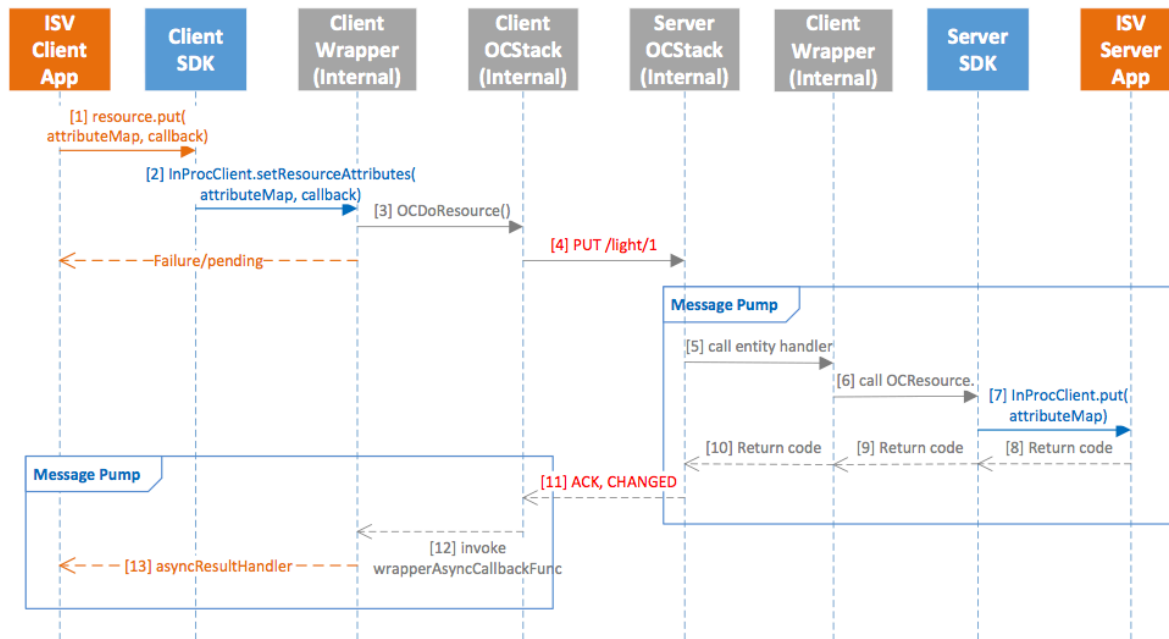 ISV
Client
App
Client
SDK
Client
Wrapper
(Internal)
Client
OCStack
(Internal)
Server
OCStack
(Internal)
Client
Wrapper
(Internal)
Server
SDK
ISV
Server
App
[1] resource.put(
attributeMap, callback)
[2] InProcClient.setResourceAttributes(
attributeMap, callback)
[3] OCDoResource()
[4] PUT /light/1
Failure/pending
Message Pump
[5] call entity handler
[6] call OCResource.
[7] InProcClient.put(
attributeMap)
[10] Return code
[9] Return code
[8] Return code
Message Pump
[11] ACK, CHANGED
[12] invoke
wrapperAsyncCallbackFunc
[13] asyncResultHandler